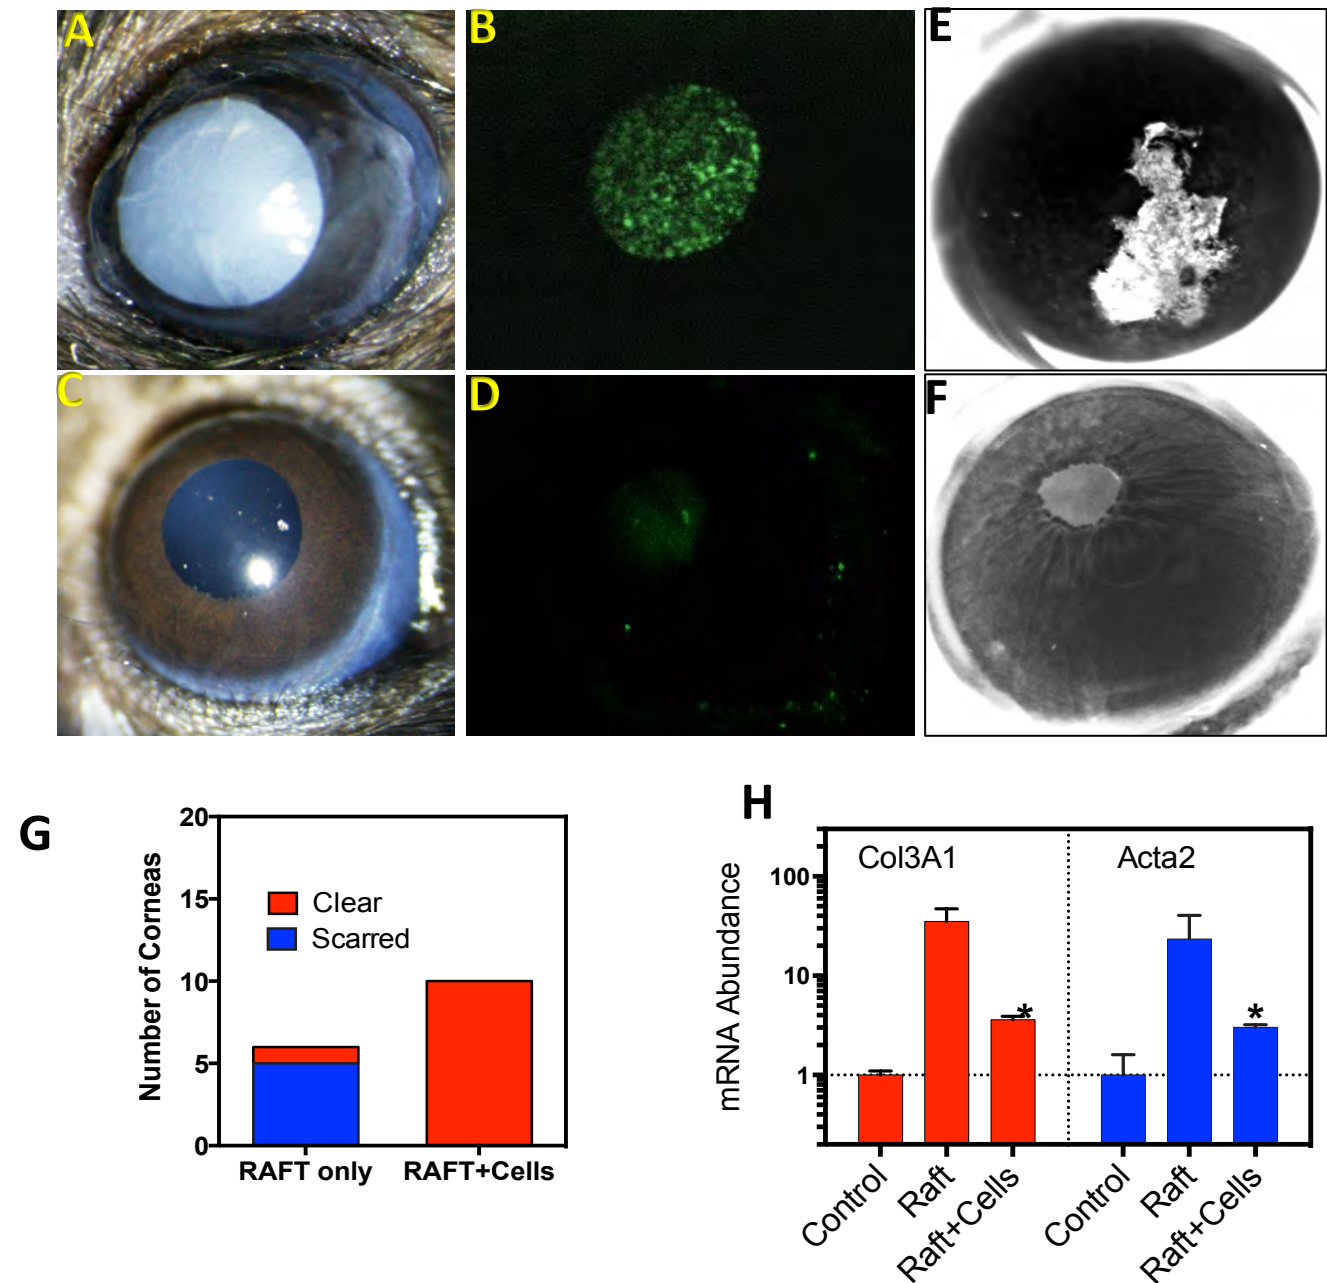 A
B
E
C
D
F
G
20
15
10
5
0
Number of Corneas
Clear
Scarred
RAFT only
RAFT+Cells
H
mRNA Abundance
100
10
1
Col3A1
Acta2
*
*
Control
Raft
Raft+Cells
Control
Raft
Raft+Cells